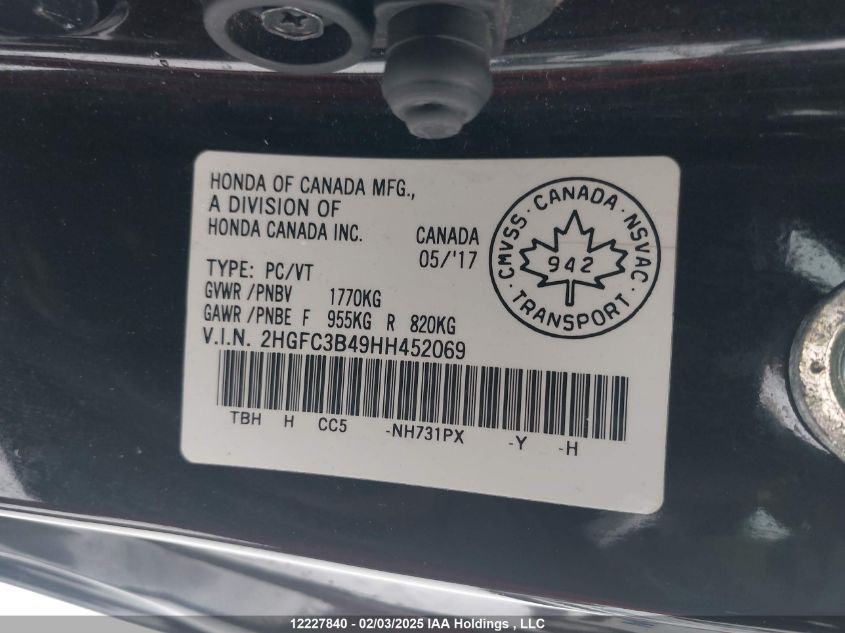 HONDA OF CANADA MFG.,
A DIVISION OF
HONDA CANADA INC.
CANADA
05/'17
TYPE: PC/VT
GVWR /PNBV 1770KG
GAWR /PNBE F 955KG R 820KG
V.I.N. 2HGFC3B49HH452069
TBH H CC5 -NH731PX -Y -H
CMVSS · CANADA · NSVAC
942
TRANSPORT
12227840 - 02/03/2025 IAA Holdings , LLC